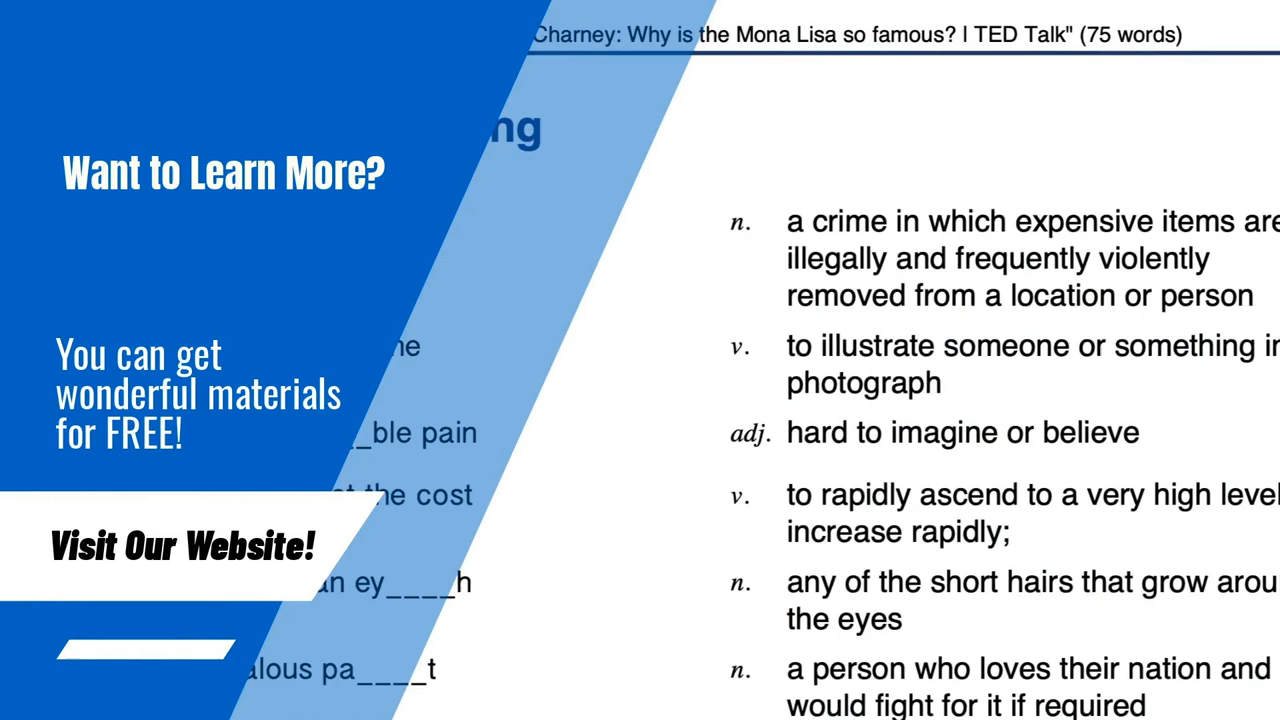 Charney: Why is the Mona Lisa so famous? | TED Talk" (75 words)
ng
Want to Learn More?
You can get
wonderful materials
for FREE!
Visit Our Website!
ne
_ble pain
the cost
an ey____h
alous pa____t
n. a crime in which expensive items are
illegally and frequently violently
removed from a location or person
v. to illustrate someone or something in
photograph
adj. hard to imagine or believe
v. to rapidly ascend to a very high level
increase rapidly;
n. any of the short hairs that grow arou
the eyes
n. a person who loves their nation and
would fight for it if required